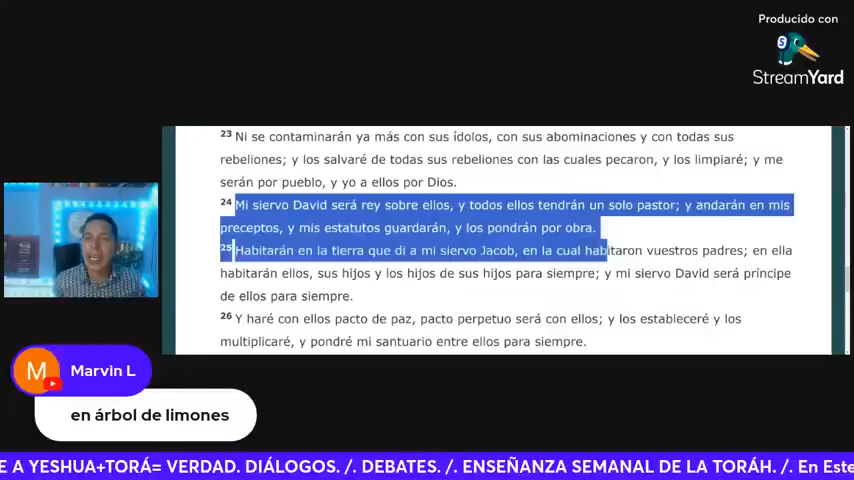 Producido con
StreamYard
23 Ni se contaminarán ya más con sus ídolos, con sus abominaciones y con todas sus
rebeliones; y los salvaré de todas sus rebeliones con las cuales pecaron, y los limpiaré; y me
serán por pueblo, y yo a ellos por Dios.
24 Mi siervo David será rey sobre ellos, y todos ellos tendrán un solo pastor; y andarán en mis
preceptos, y mis estatutos guardarán, y los pondrán por obra.
25 Habitarán en la tierra que di a mi siervo Jacob, en la cual habitaron vuestros padres; en ella
habitarán ellos, sus hijos y los hijos de sus hijos para siempre; y mi siervo David será príncipe
de ellos para siempre.
26 Y haré con ellos pacto de paz, pacto perpetuo será con ellos; y los estableceré y los
multiplicaré, y pondré mi santuario entre ellos para siempre.
M Marvin L
en árbol de limones
E A YESHUA+TORÁ= VERDAD. DIÁLOGOS. /. DEBATES. /. ENSEÑANZA SEMANAL DE LA TORÁH. /. En Este